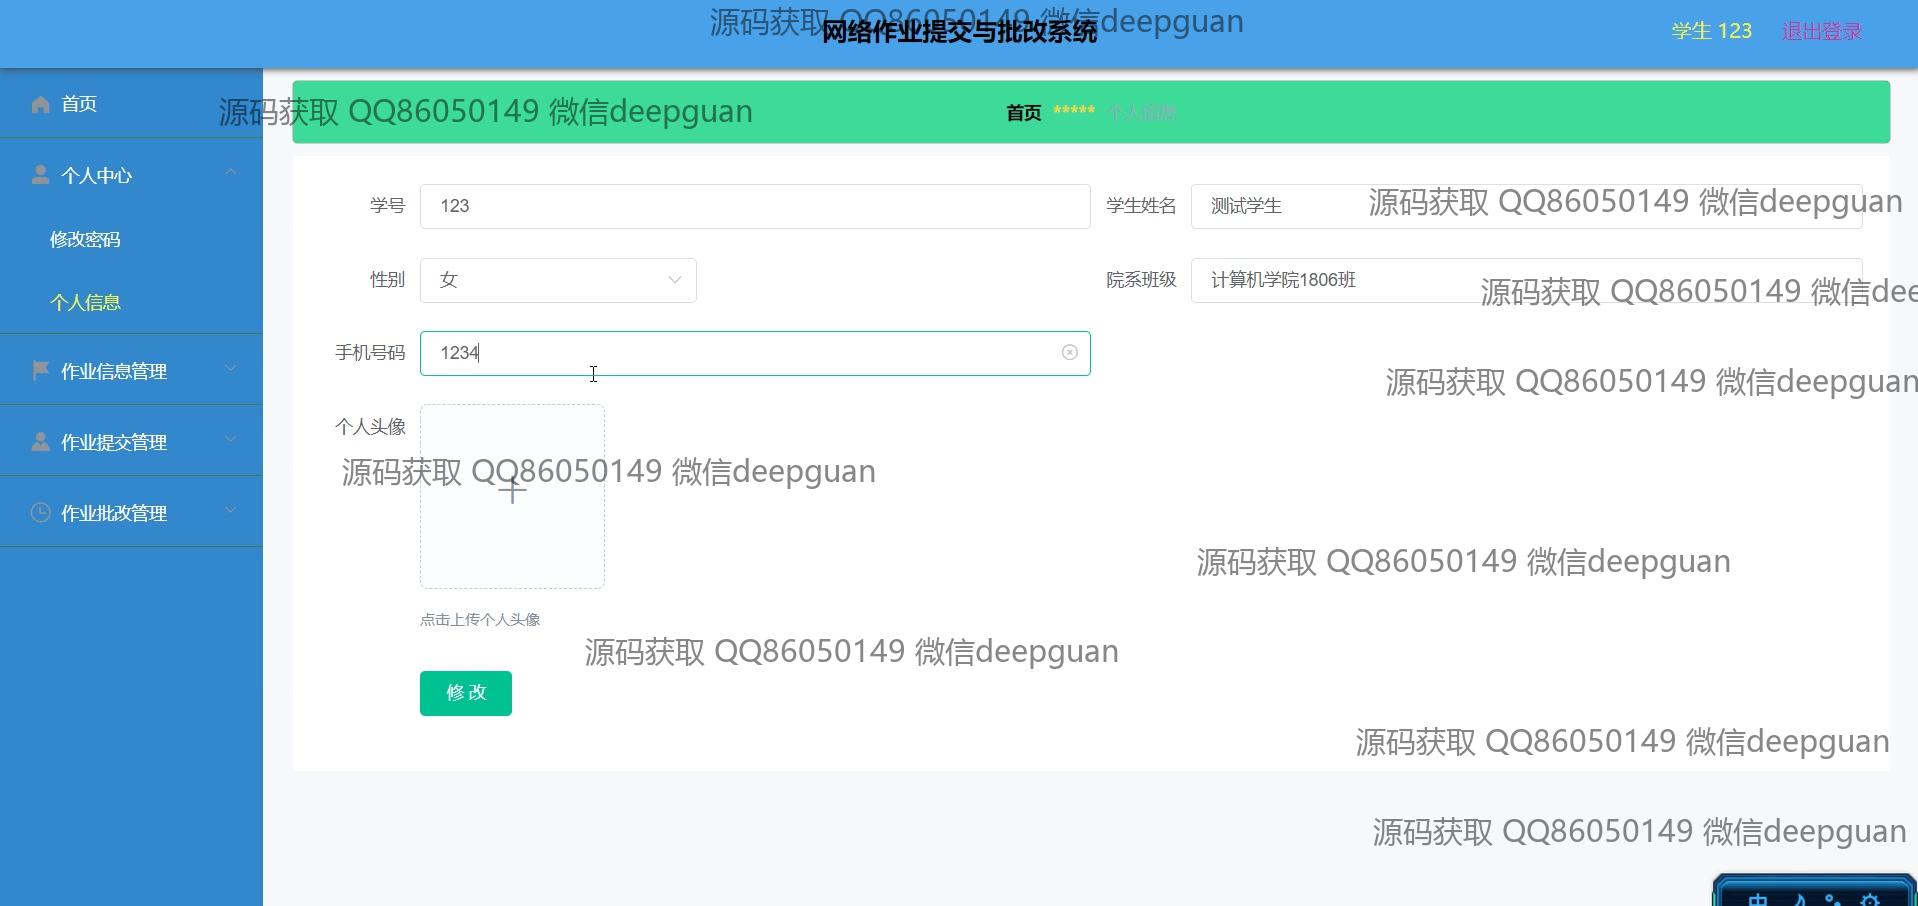 源码获取 QQ86050149 微信deepguan
网络作业提交与批改系统
学生 123
退出登录
首页
源码获取 QQ86050149 微信deepguan
首页 ***** 个人信息
个人中心
修改密码
个人信息
作业信息管理
作业提交管理
作业批改管理
学号 123
学生姓名 测试学生
源码获取 QQ86050149 微信deepguan
性别 女
院系班级 计算机学院1806班
源码获取 QQ86050149 微信dee
手机号码 1234
源码获取 QQ86050149 微信deepguan
个人头像
源码获取 QQ86050149 微信deepguan
源码获取 QQ86050149 微信deepguan
点击上传个人头像
源码获取 QQ86050149 微信deepguan
修改
源码获取 QQ86050149 微信deepguan
源码获取 QQ86050149 微信deepguan
中